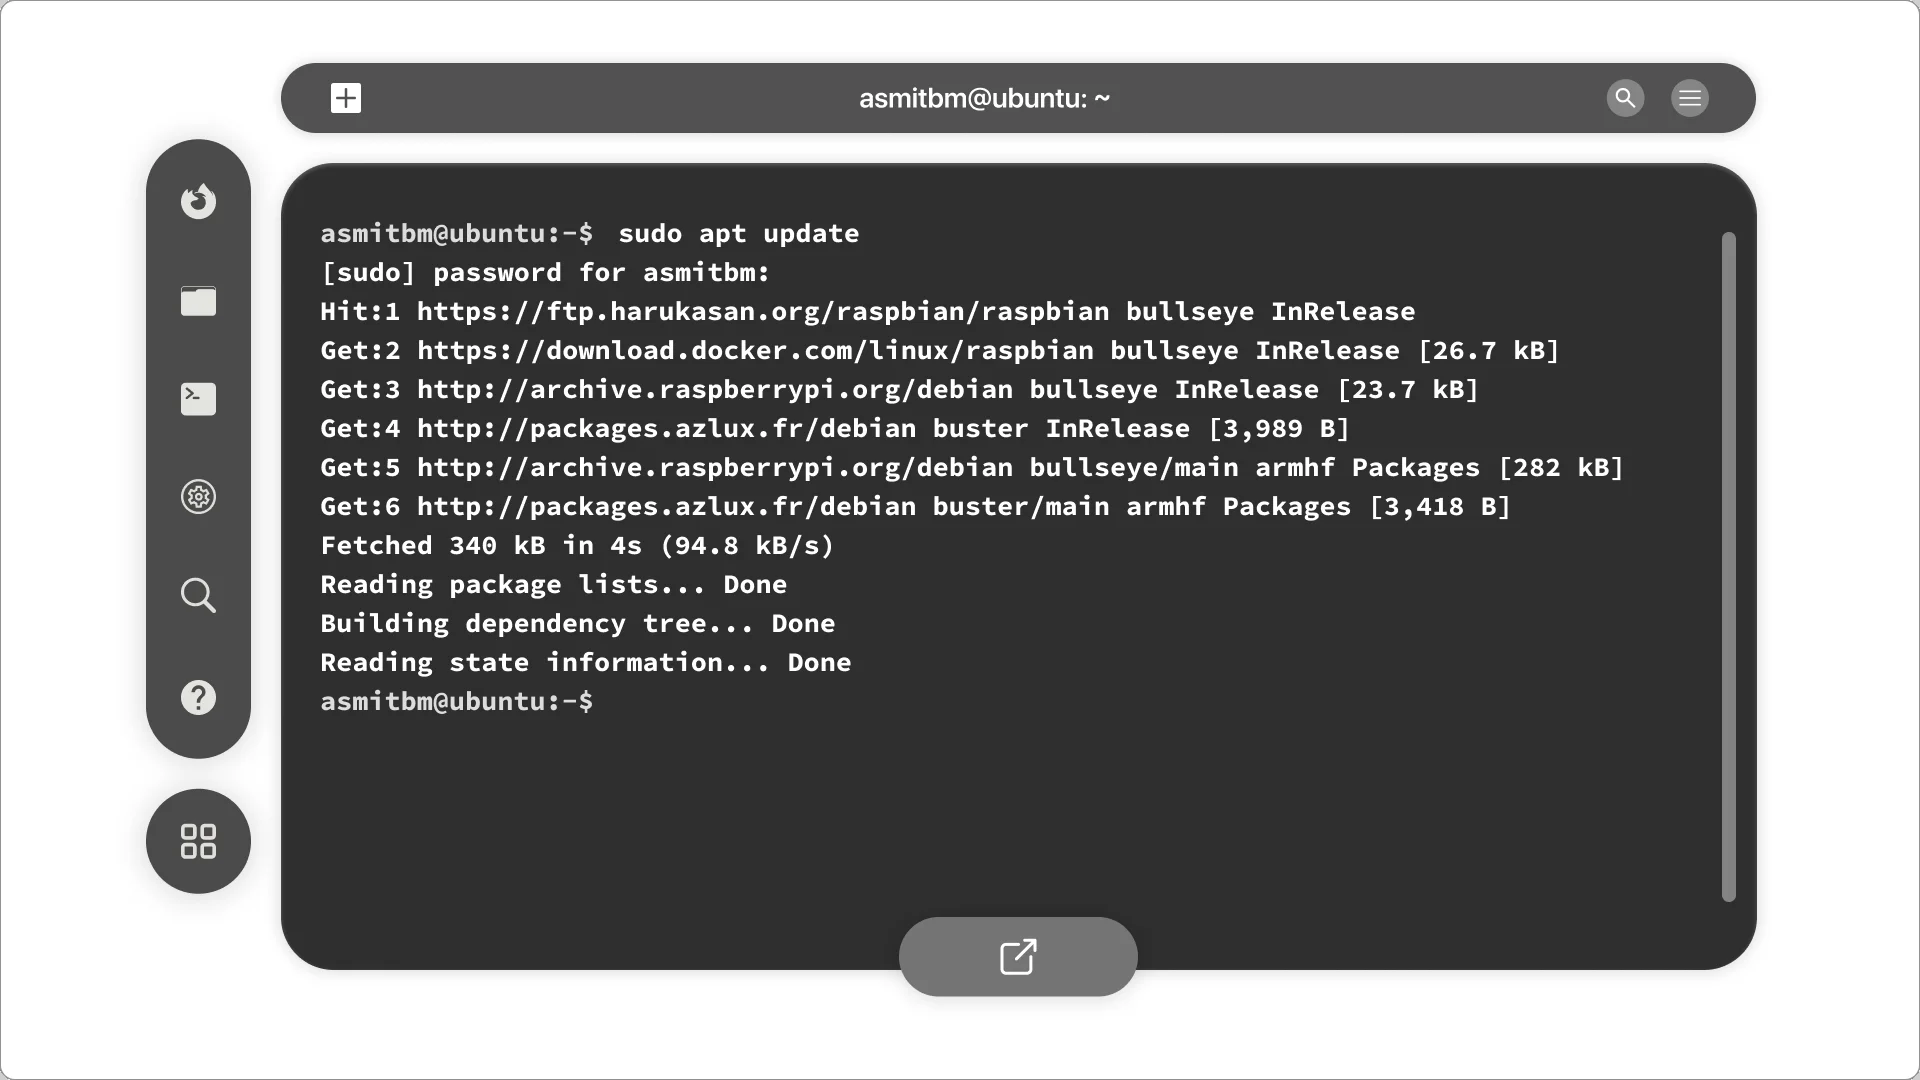 asmitbm@ubuntu: ~
asmitbm@ubuntu:-$ sudo apt update
[sudo] password for asmitbm:
Hit:1 https://ftp.harukasan.org/raspbian/raspbian bullseye InRelease
Get:2 https://download.docker.com/linux/raspbian bullseye InRelease [26.7 kB]
Get:3 http://archive.raspberrypi.org/debian bullseye InRelease [23.7 kB]
Get:4 http://packages.azlux.fr/debian buster InRelease [3,989 B]
Get:5 http://archive.raspberrypi.org/debian bullseye/main armhf Packages [282 kB]
Get:6 http://packages.azlux.fr/debian buster/main armhf Packages [3,418 B]
Fetched 340 kB in 4s (94.8 kB/s)
Reading package lists... Done
Building dependency tree... Done
Reading state information... Done
asmitbm@ubuntu:-$